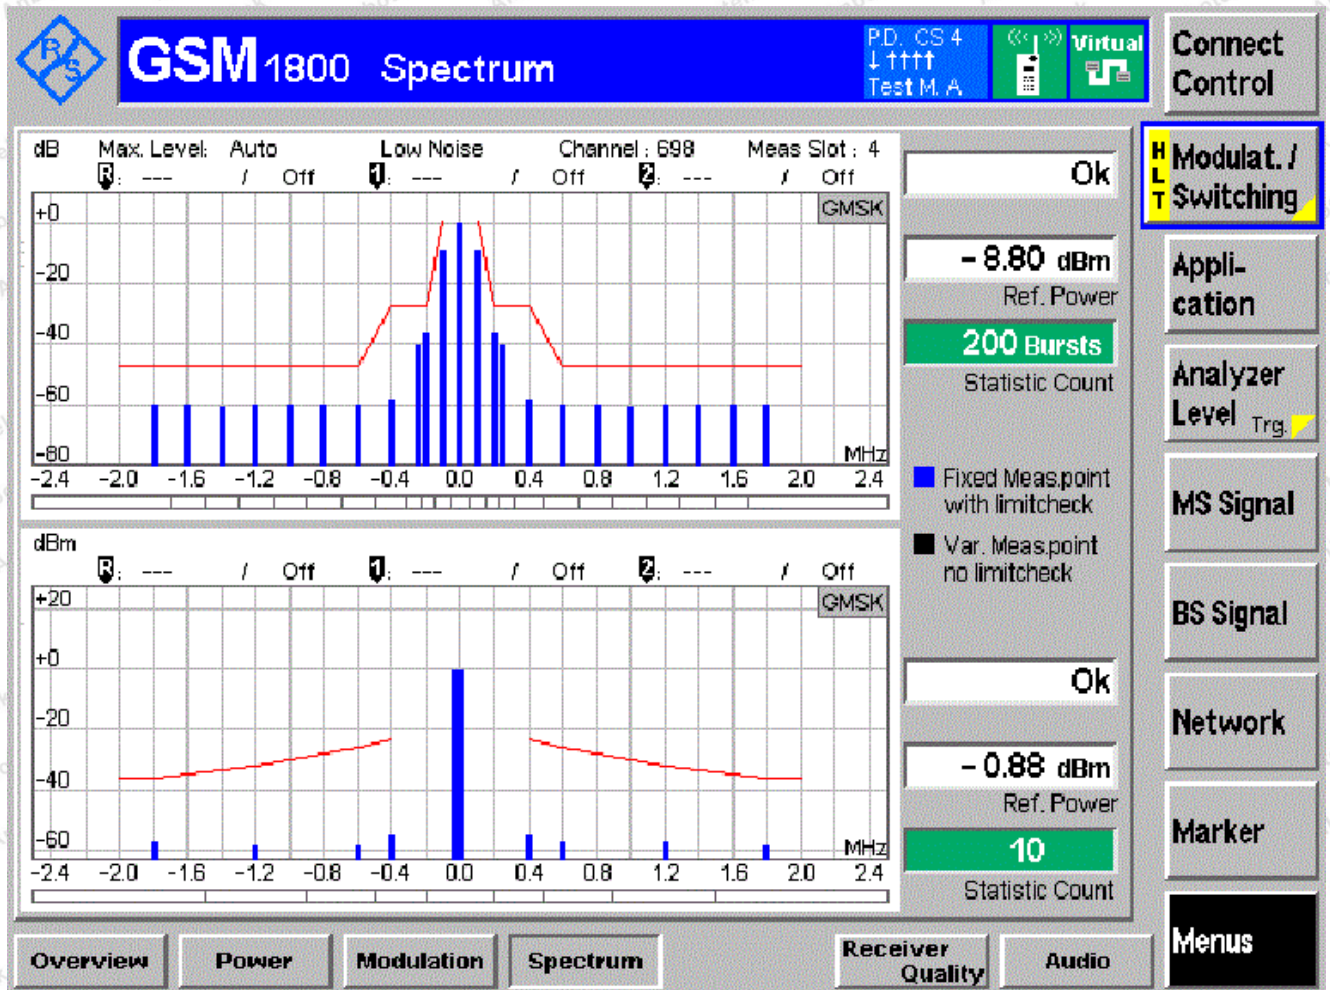 R S
GSM 1800 Spectrum
P.D. CS 4
↓ ↑↑↑↑
Test M. A
Virtual
Connect
Control
dB Max. Level: Auto Low Noise Channel : 698 Meas Slot : 4
R: --- / Off 1: --- / Off 2: --- / Off
GMSK
+0
-20
-40
-60
-80
MHz
-2.4 -2.0 -1.6 -1.2 -0.8 -0.4 0.0 0.4 0.8 1.2 1.6 2.0 2.4
Ok
- 8.80 dBm
Ref. Power
200 Bursts
Statistic Count
Fixed Meas.point
with limitcheck
Var. Meas.point
no limitcheck
dBm
R: --- / Off 1: --- / Off 2: --- / Off
GMSK
+20
+0
-20
-40
-60
MHz
-2.4 -2.0 -1.6 -1.2 -0.8 -0.4 0.0 0.4 0.8 1.2 1.6 2.0 2.4
Ok
- 0.88 dBm
Ref. Power
10
Statistic Count
HLT
Modulat. /
Switching
Appli-
cation
Analyzer
Level Trg.
MS Signal
BS Signal
Network
Marker
Menus
Overview Power Modulation Spectrum Receiver
Quality Audio